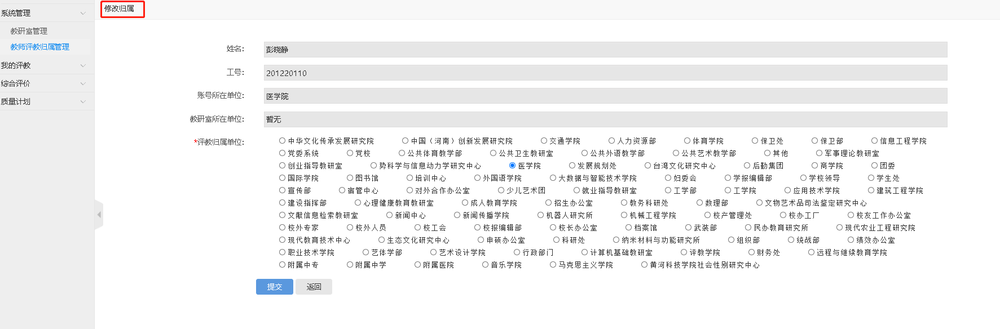 修改归属
系统管理
教研室管理
教师评教归属管理
我的评教
综合评价
质量计划
姓名: 彭晓静
工号: 201220110
账号所在单位: 医学院
教研室所在单位: 暂无
*评教归属单位: 中华文化传承发展研究院 中国（河南）创新发展研究院 交通学院 人力资源部 体育学院 保卫处 保卫部 信息工程学院
党委系统 党校 公共体育教学部 公共卫生教研室 公共外语教学部 公共艺术教学部 其他 军事理论教研室
创业指导教研室 势科学与信息动力学研究中心 医学院 发展规划处 台湾文化研究中心 后勤集团 商学院 团委
国际学院 图书馆 培训中心 外国语学院 大数据与智能技术学院 妇委会 学报编辑部 学校领导 学生处
宣传部 宿管中心 对外合作办公室 少儿艺术团 就业指导教研室 工学部 工学院 应用技术学院 建筑工程学院
建设指挥部 心理健康教育教研室 成人教育学院 招生办公室 教务科研处 数理部 文物艺术品司法鉴定研究中心
文献信息检索教研室 新闻中心 新闻传播学院 机器人研究所 机械工程学院 校产管理处 校办工厂 校友工作办公室
校外专家 校外人员 校工会 校报编辑部 校长办公室 档案馆 武装部 民办教育研究所 现代农业工程研究院
现代教育技术中心 生态文化研究中心 申硕办公室 科研处 纳米材料与功能研究所 组织部 统战部 绩效办公室
职业技术学院 艺体学部 艺术设计学院 行政部门 计算机基础教研室 评教学院 财务处 远程与继续教育学院
附属中专 附属中学 附属医院 音乐学院 马克思主义学院 黄河科技学院社会性别研究中心
提交 返回